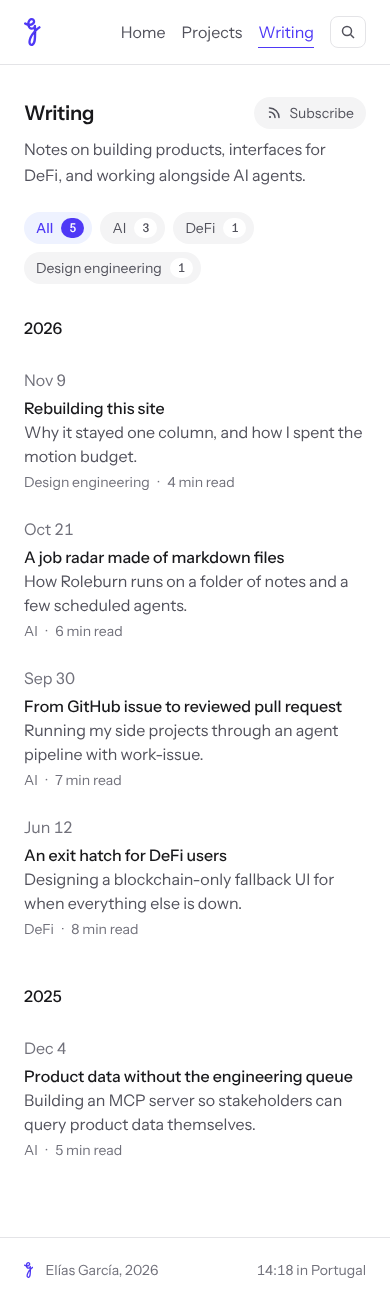 Home Projects Writing
Writing
Subscribe
Notes on building products, interfaces for
DeFi, and working alongside AI agents.
All 5 AI 3 DeFi 1
Design engineering 1
2026
Nov 9
Rebuilding this site
Why it stayed one column, and how I spent the
motion budget.
Design engineering · 4 min read
Oct 21
A job radar made of markdown files
How Roleburn runs on a folder of notes and a
few scheduled agents.
AI · 6 min read
Sep 30
From GitHub issue to reviewed pull request
Running my side projects through an agent
pipeline with work-issue.
AI · 7 min read
Jun 12
An exit hatch for DeFi users
Designing a blockchain-only fallback UI for
when everything else is down.
DeFi · 8 min read
2025
Dec 4
Product data without the engineering queue
Building an MCP server so stakeholders can
query product data themselves.
AI · 5 min read
Elías García, 2026
14:18 in Portugal